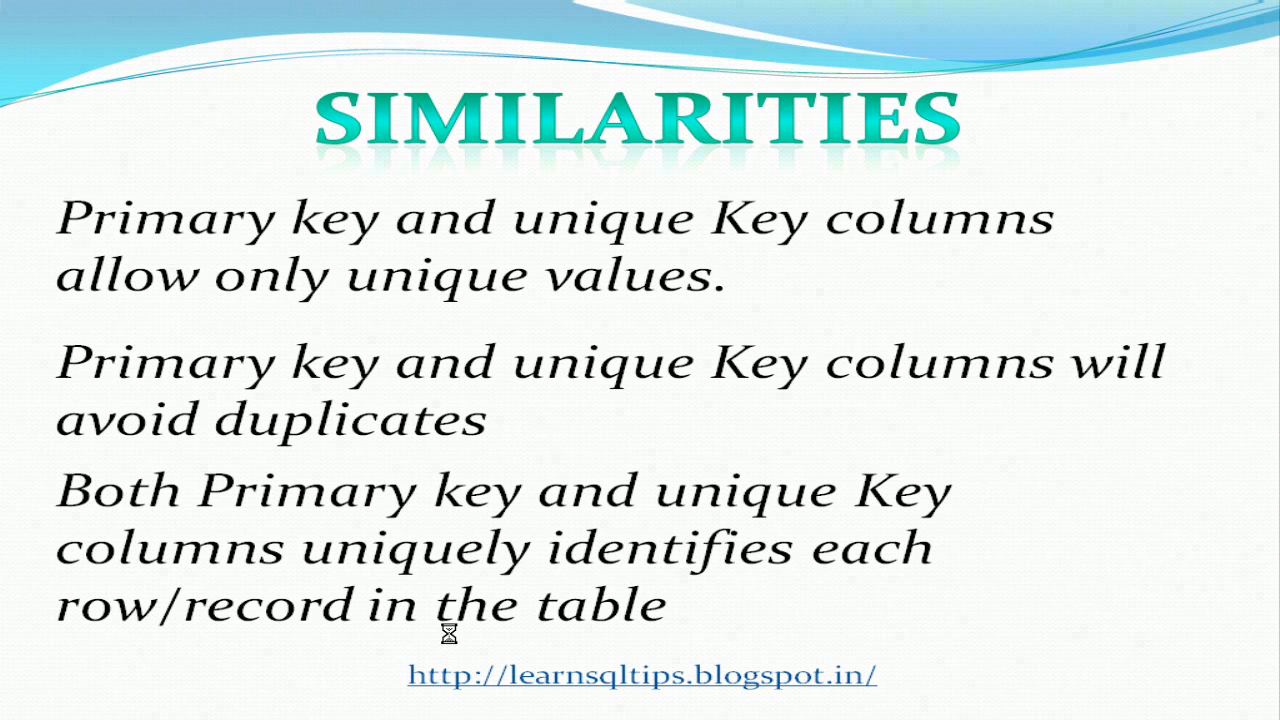 SIMILARITIES
Primary key and unique Key columns
allow only unique values.
Primary key and unique Key columns will
avoid duplicates
Both Primary key and unique Key
columns uniquely identifies each
row/record in the table
http://learnsqltips.blogspot.in/